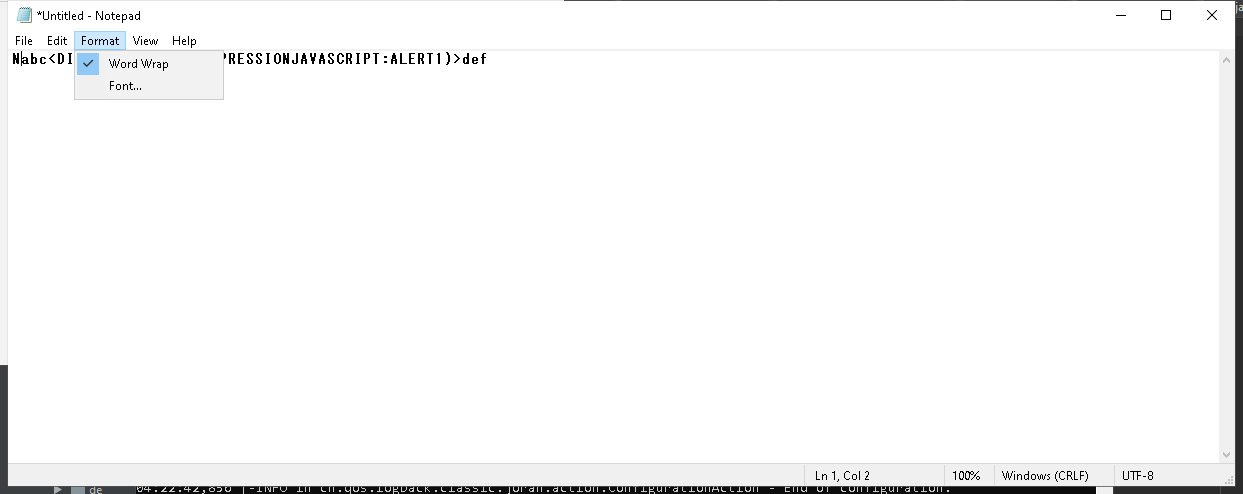 *Untitled - Notepad
File Edit Format View Help
Nabc<DI PRESSIONJAVASCRIPT:ALERT1)>def
Word Wrap
Font...
Ln 1, Col 2 100% Windows (CRLF) UTF-8
de 04:22:42,856 |-INFO in ch.qos.logback.classic.joran.action.ConfigurationAction - End of configuration.